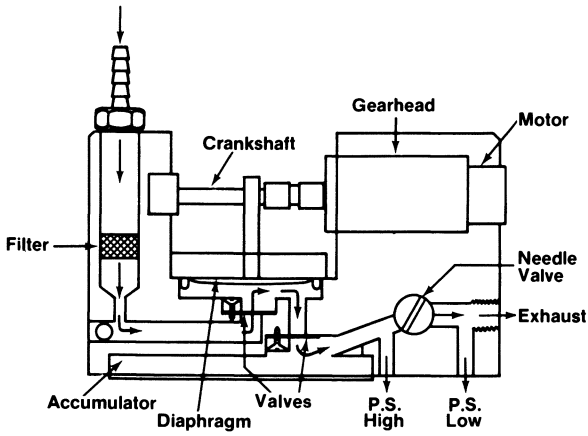 Gearhead
Motor
Crankshaft
Filter
Needle
Valve
Exhaust
Accumulator
Diaphragm
Valves
P.S.
High
P.S.
Low